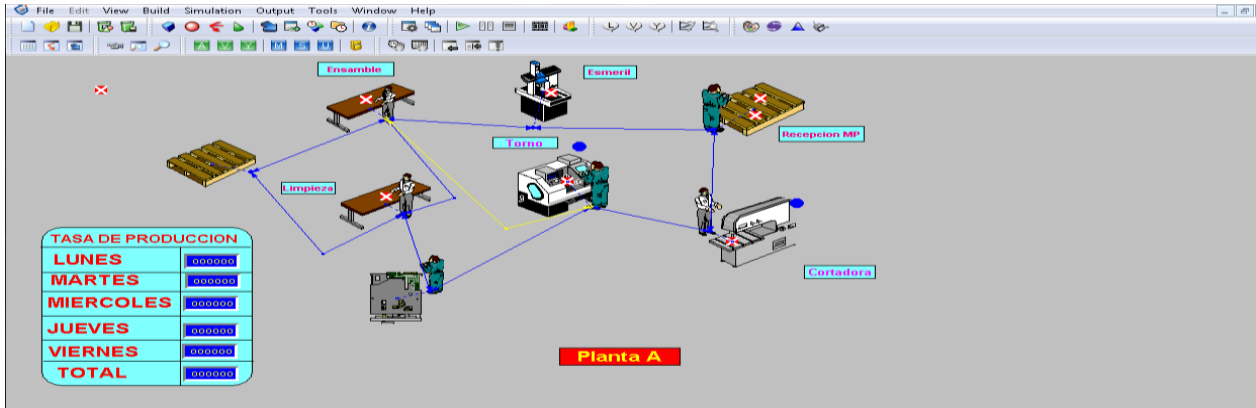 File Edit View Build Simulation Output Tools Window Help
Ensamble
Esmeril
Recepcion MP
Torno
Limpieza
Cortadora
TASA DE PRODUCCION
LUNES 000000
MARTES 000000
MIERCOLES 000000
JUEVES 000000
VIERNES 000000
TOTAL 000000
Planta A